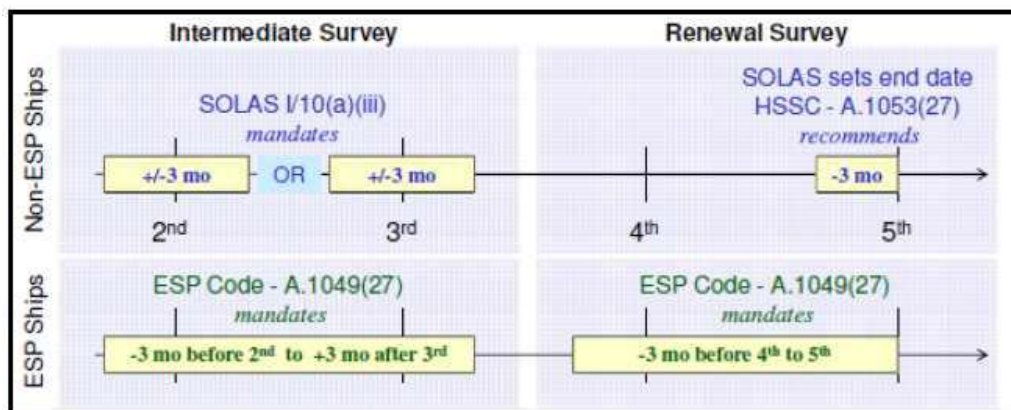 Intermediate Survey
Renewal Survey
Non-ESP Ships
SOLAS I/10(a)(iii)
mandates
SOLAS sets end date
HSSC - A.1053(27)
recommends
+/-3 mo
OR
+/-3 mo
-3 mo
2nd
3rd
4th
5th
ESP Ships
ESP Code - A.1049(27)
mandates
ESP Code - A.1049(27)
mandates
-3 mo before 2nd to +3 mo after 3rd
-3 mo before 4th to 5th